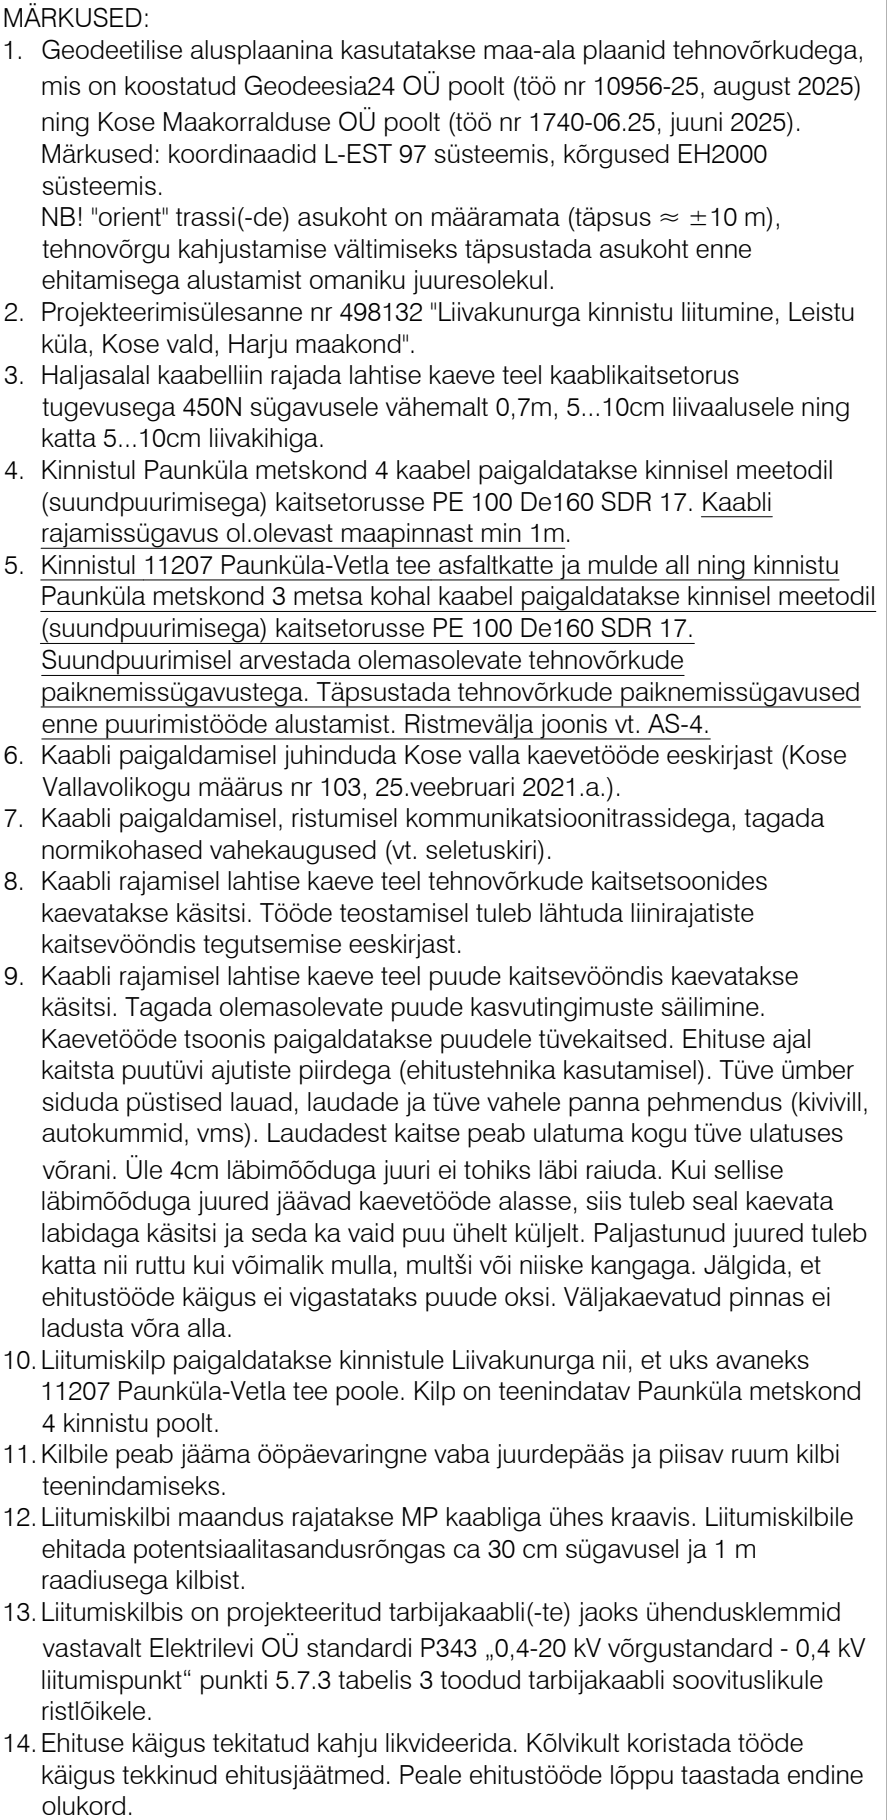 MÄRKUSED:
1. Geodeetilise alusplaanina kasutatakse maa-ala plaanid tehnovõrkudega,
mis on koostatud Geodeesia24 OÜ poolt (töö nr 10956-25, august 2025)
ning Kose Maakorralduse OÜ poolt (töö nr 1740-06.25, juuni 2025).
Märkused: koordinaadid L-EST 97 süsteemis, kõrgused EH2000
süsteemis.
NB! "orient" trassi(-de) asukoht on määramata (täpsus ≈ ±10 m),
tehnovõrgu kahjustamise vältimiseks täpsustada asukoht enne
ehitamisega alustamist omaniku juuresolekul.
2. Projekteerimisülesanne nr 498132 "Liivakunurga kinnistu liitumine, Leistu
küla, Kose vald, Harju maakond".
3. Haljasalal kaabelliin rajada lahtise kaeve teel kaablikaitsetorus
tugevusega 450N sügavusele vähemalt 0,7m, 5...10cm liivaalusele ning
katta 5...10cm liivakihiga.
4. Kinnistul Paunküla metskond 4 kaabel paigaldatakse kinnisel meetodil
(suundpuurimisega) kaitsetorusse PE 100 De160 SDR 17. Kaabli
rajamissügavus ol.olevast maapinnast min 1m.
5. Kinnistul 11207 Paunküla-Vetla tee asfaltkatte ja mulde all ning kinnistu
Paunküla metskond 3 metsa kohal kaabel paigaldatakse kinnisel meetodil
(suundpuurimisega) kaitsetorusse PE 100 De160 SDR 17.
Suundpuurimisel arvestada olemasolevate tehnovõrkude
paiknemissügavustega. Täpsustada tehnovõrkude paiknemissügavused
enne puurimistööde alustamist. Ristmevälja joonis vt. AS-4.
6. Kaabli paigaldamisel juhinduda Kose valla kaevetööde eeskirjast (Kose
Vallavolikogu määrus nr 103, 25.veebruari 2021.a.).
7. Kaabli paigaldamisel, ristumisel kommunikatsioonitrassidega, tagada
normikohased vahekaugused (vt. seletuskiri).
8. Kaabli rajamisel lahtise kaeve teel tehnovõrkude kaitsetsoonides
kaevatakse käsitsi. Tööde teostamisel tuleb lähtuda liinirajatiste
kaitsevööndis tegutsemise eeskirjast.
9. Kaabli rajamisel lahtise kaeve teel puude kaitsevööndis kaevatakse
käsitsi. Tagada olemasolevate puude kasvutingimuste säilimine.
Kaevetööde tsoonis paigaldatakse puudele tüvekaitsed. Ehituse ajal
kaitsta puutüvi ajutiste piirdega (ehitustehnika kasutamisel). Tüve ümber
siduda püstised lauad, laudade ja tüve vahele panna pehmendus (kivivill,
autokummid, vms). Laudadest kaitse peab ulatuma kogu tüve ulatuses
võrani. Üle 4cm läbimõõduga juuri ei tohiks läbi raiuda. Kui sellise
läbimõõduga juured jäävad kaevetööde alasse, siis tuleb seal kaevata
labidaga käsitsi ja seda ka vaid puu ühelt küljelt. Paljastunud juured tuleb
katta nii ruttu kui võimalik mulla, multši või niiske kangaga. Jälgida, et
ehitustööde käigus ei vigastataks puude oksi. Väljakaevatud pinnas ei
ladusta võra alla.
10. Liitumiskilp paigaldatakse kinnistule Liivakunurga nii, et uks avaneks
11207 Paunküla-Vetla tee poole. Kilp on teenindatav Paunküla metskond
4 kinnistu poolt.
11. Kilbile peab jääma ööpäevaringne vaba juurdepääs ja piisav ruum kilbi
teenindamiseks.
12. Liitumiskilbi maandus rajatakse MP kaabliga ühes kraavis. Liitumiskilbile
ehitada potentsiaalitasandusrõngas ca 30 cm sügavusel ja 1 m
raadiusega kilbist.
13. Liitumiskilbis on projekteeritud tarbijakaabli(-te) jaoks ühendusklemmid
vastavalt Elektrilevi OÜ standardi P343 „0,4-20 kV võrgustandard - 0,4 kV
liitumispunkt“ punkti 5.7.3 tabelis 3 toodud tarbijakaabli soovituslikule
ristlõikele.
14. Ehituse käigus tekitatud kahju likvideerida. Kõlvikult koristada tööde
käigus tekkinud ehitusjäätmed. Peale ehitustööde lõppu taastada endine
olukord.